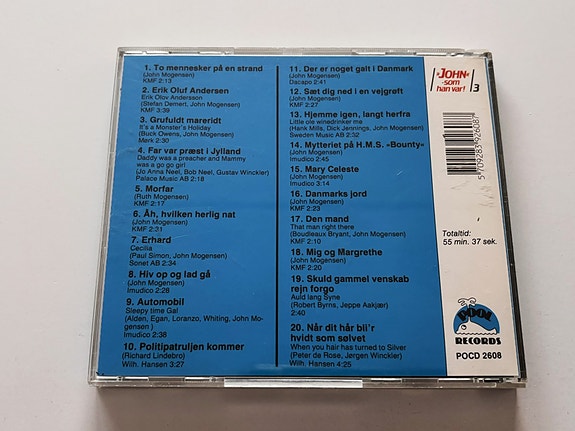 1. To mennesker på en strand
(John Mogensen)
KMF 2:13
2. Erik Oluf Andersen
Erik Olov Andersson
(Stefan Demert, John Mogensen)
KMF 3:39
3. Grufuldt mareridt
It's a Monster's Holiday
(Buck Owens, John Mogensen)
Mørk 2:30
4. Far var præst i Jylland
Daddy was a preacher and Mammy
was a go go girl
(Jo Anna Neel, Bob Neel, Gustav Winckler)
Palace Music AB 2:18
5. Morfar
(Ruth Mogensen)
KMF 2:17
6. Åh, hvilken herlig nat
(John Mogensen)
KMF 2:31
7. Erhard
Cecilia
(Paul Simon, John Mogensen)
Sonet AB 2:34
8. Hiv op og lad gå
(John Mogensen)
Imudico 2:28
9. Automobil
Sleepy time Gal
(Alden, Egan, Loranzo, Whiting, John Mo-
gensen )
Imudico 2:38
10. Politipatruljen kommer
(Richard Lindebro)
Wilh. Hansen 3:27
11. Der er noget galt i Danmark
(John Mogensen)
Dacapo 2:41
12. Sæt dig ned i en vejgrøft
(John Mogensen)
KMF 2:27
13. Hjemme igen, langt herfra
Little ole winedrinker me
(Hank Mills, Dick Jennings, John Mogensen)
Sweden Music AB 2:32
14. Mytteriet på H.M.S. »Bounty«
(John Mogensen)
Imudico 2:45
15. Mary Celeste
(John Mogensen)
Imudico 3:14
16. Danmarks jord
(John Mogensen)
KMF 2:23
17. Den mand
That man right there
(Boudleaux Bryant, John Mogensen)
KMF 2:10
18. Mig og Margrethe
(John Mogensen)
KMF 2:20
19. Skuld gammel venskab
rejn forgo
Auld lang Syne
(Robert Byrns, Jeppe Aakjær)
2:40
20. Når dit hår bli'r
hvidt som sølvet
When you hair has turned to Silver
(Peter de Rose, Jørgen Winckler)
Wilh. Hansen 4:25
»JOHN«
-som
han var!
3
5 709283 926087
Totaltid:
55 min. 37 sek.
POOL
RECORDS
POCD 2608